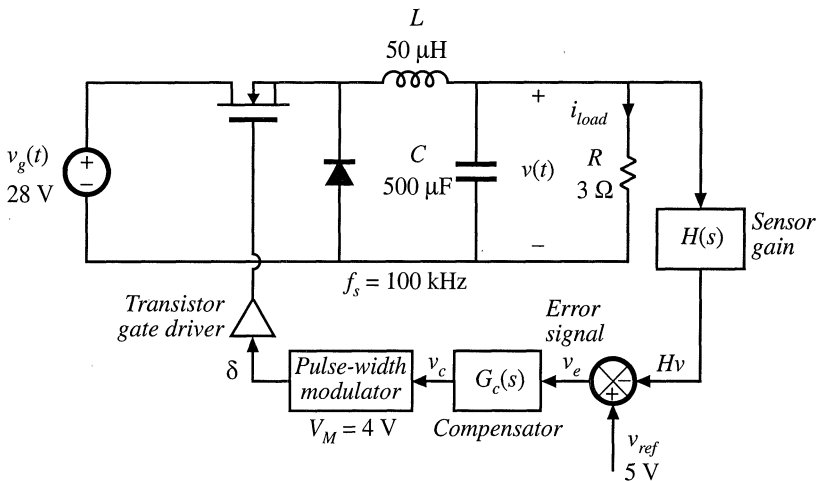 L
50 μH
v_g(t)
28 V
+
−
C
500 μF
+
v(t)
−
i_load
R
3 Ω
H(s)
Sensor
gain
f_s = 100 kHz
Transistor
gate driver
δ
Pulse-width
modulator
V_M = 4 V
v_c
G_c(s)
Compensator
Error
signal
v_e
−
+
Hv
v_ref
5 V